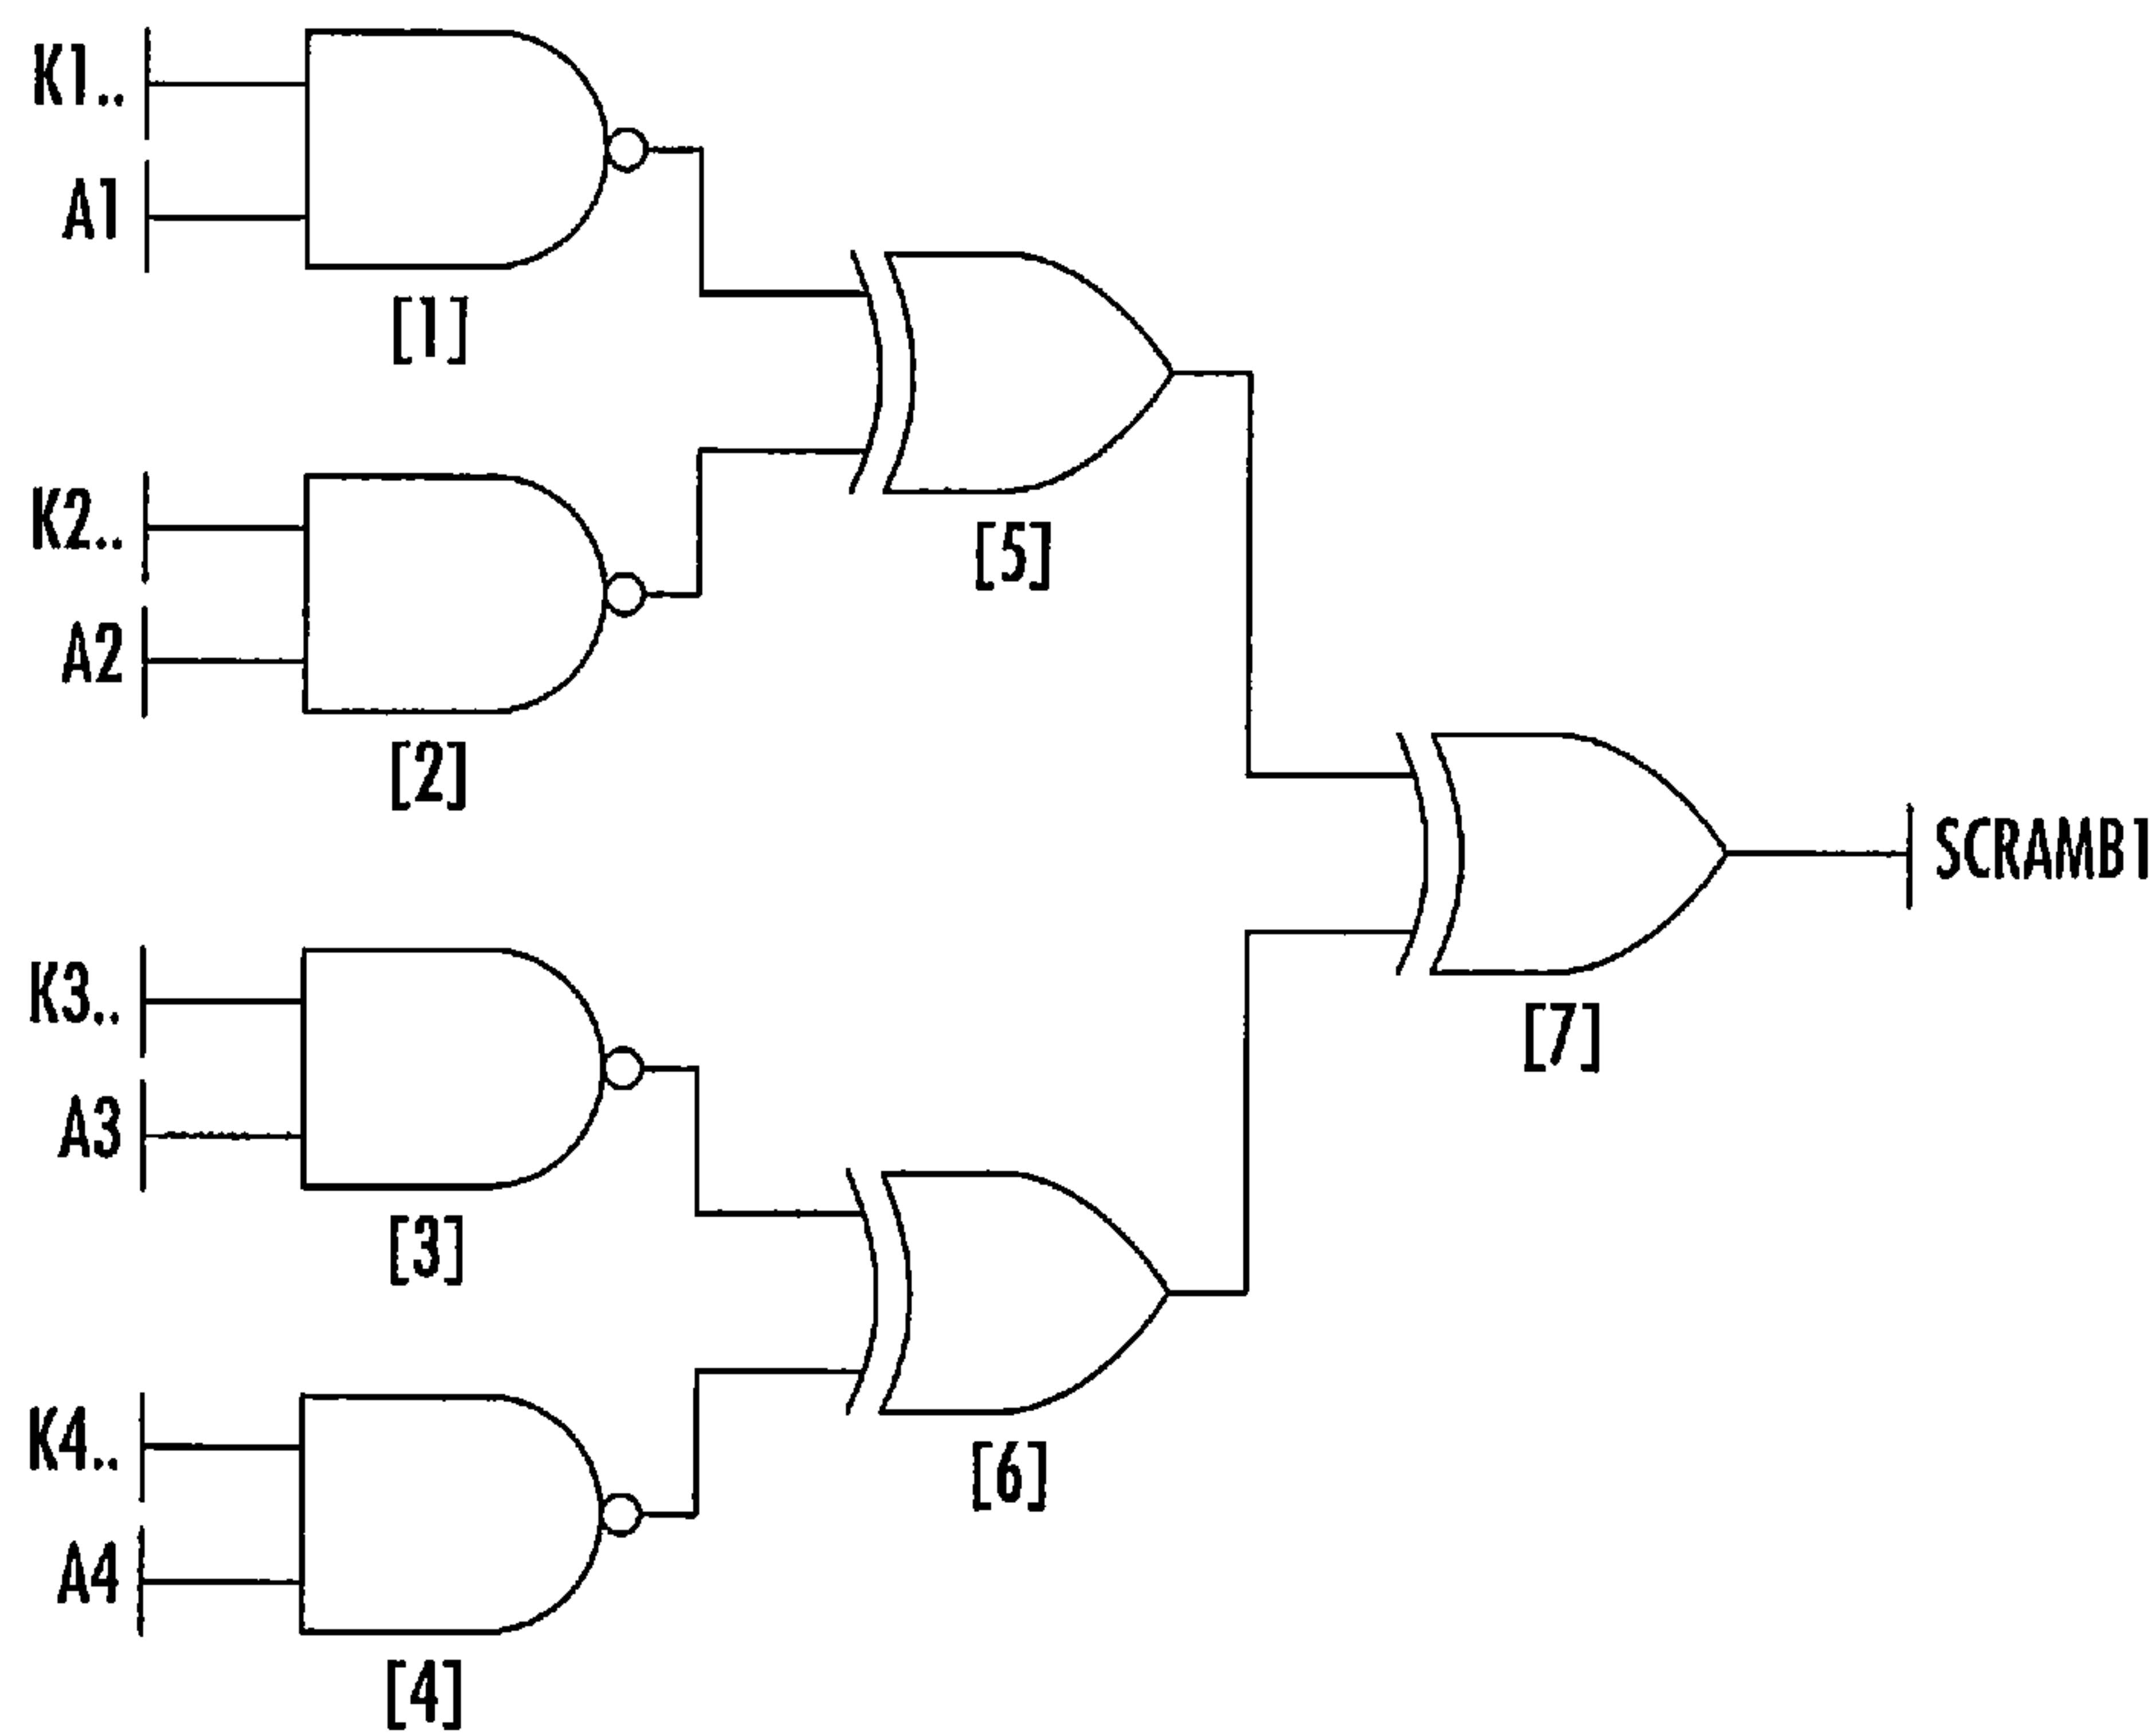 K1..
A1
[1]
[5]
K2..
A2
[2]
SCRAMB1
[7]
K3..
A3
[3]
[6]
K4..
A4
[4]